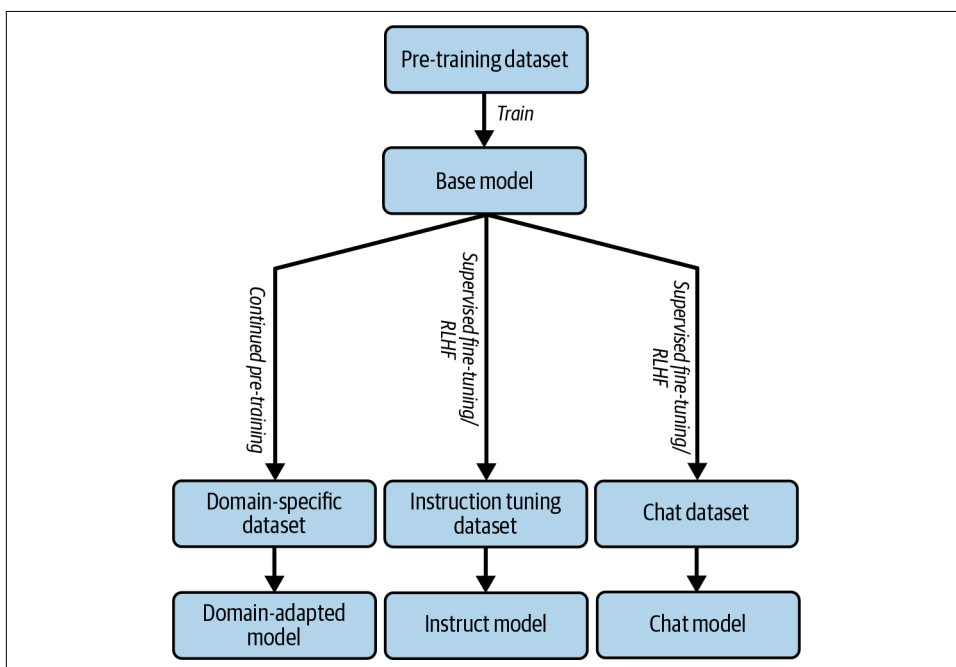 Pre-training dataset
Train
Base model
Continued pre-training
Supervised fine-tuning/
RLHF
Supervised fine-tuning/
RLHF
Domain-specific
dataset
Instruction tuning
dataset
Chat dataset
Domain-adapted
model
Instruct model
Chat model